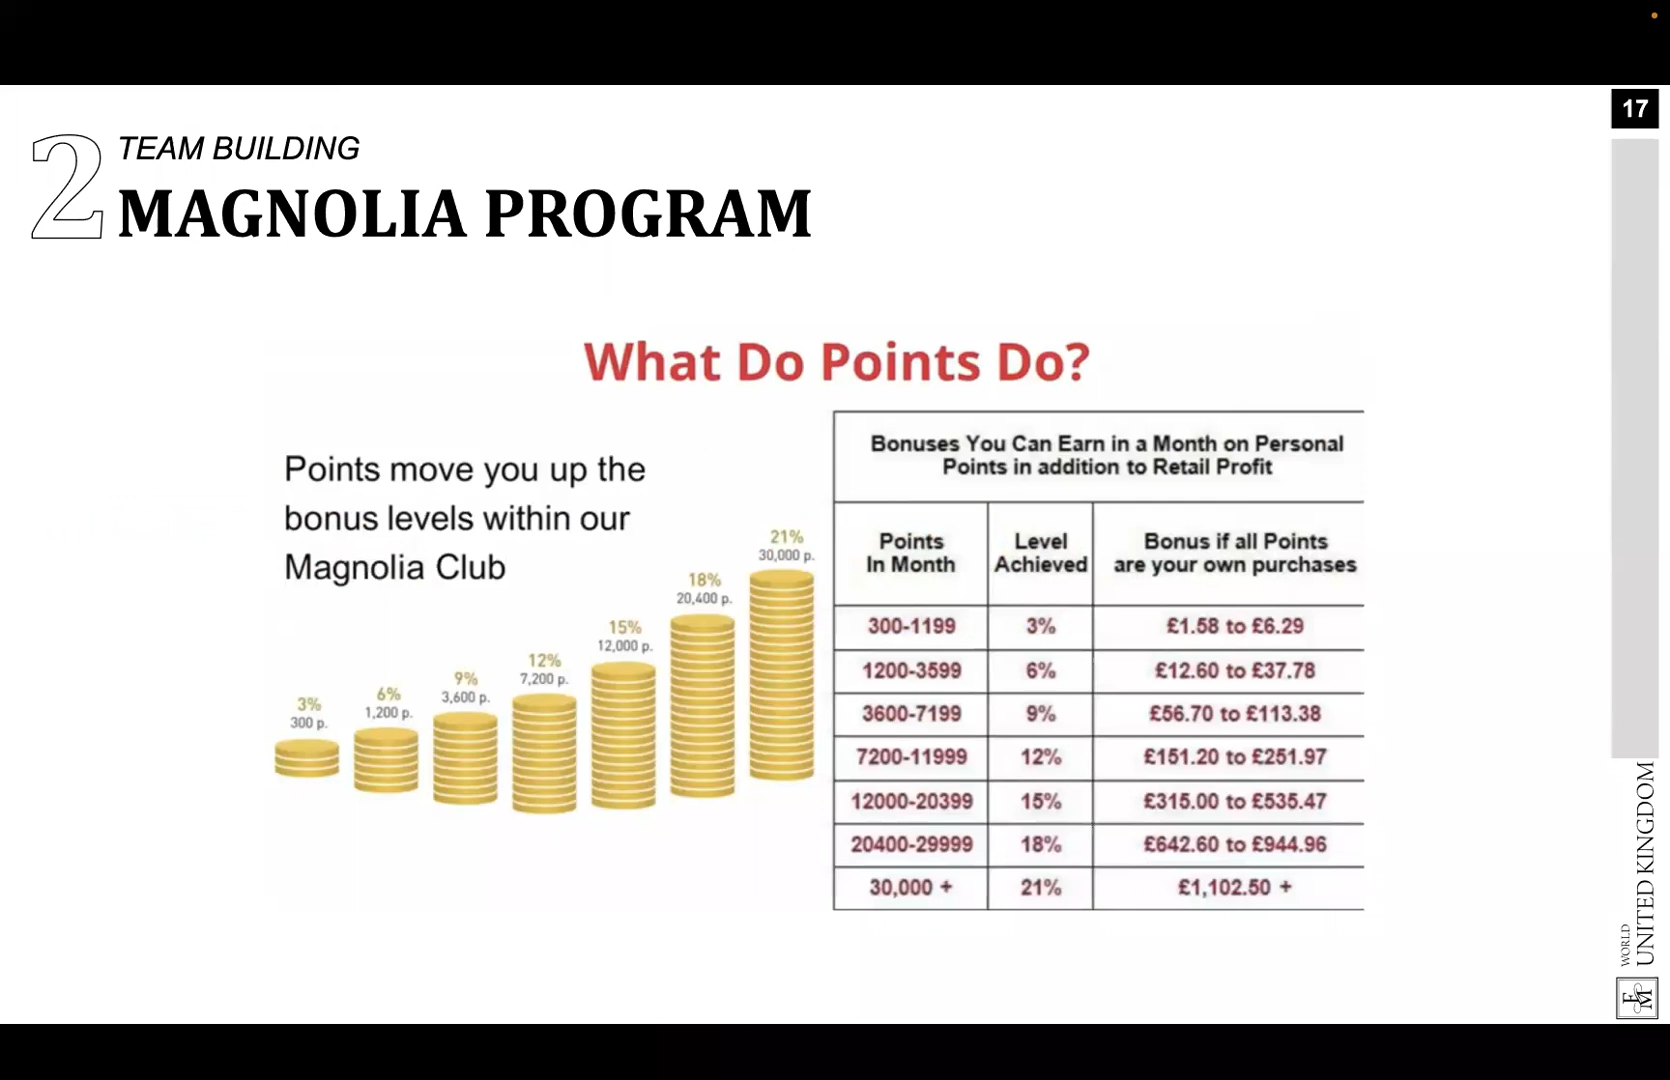 17
2
TEAM BUILDING
MAGNOLIA PROGRAM
What Do Points Do?
Points move you up the
bonus levels within our
Magnolia Club
3%
300 p.
6%
1,200 p.
9%
3,600 p.
12%
7,200 p.
15%
12,000 p.
18%
20,400 p.
21%
30,000 p.
Bonuses You Can Earn in a Month on Personal
Points in addition to Retail Profit
Points
In Month
Level
Achieved
Bonus if all Points
are your own purchases
300-1199 3% £1.58 to £6.29
1200-3599 6% £12.60 to £37.78
3600-7199 9% £56.70 to £113.38
7200-11999 12% £151.20 to £251.97
12000-20399 15% £315.00 to £535.47
20400-29999 18% £642.60 to £944.96
30,000 + 21% £1,102.50 +
WORLD
UNITED KINGDOM
FM